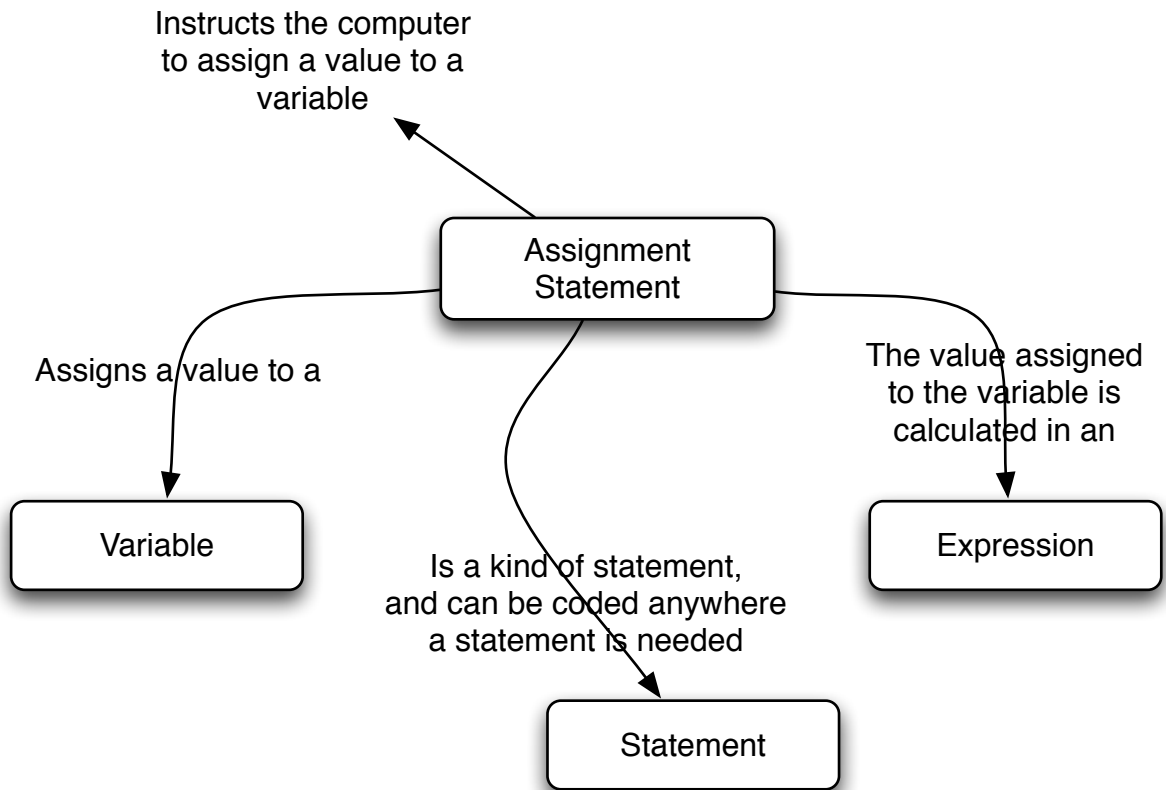 Instructs the computer
to assign a value to a
variable
Assignment
Statement
Assigns a value to a
The value assigned
to the variable is
calculated in an
Variable
Expression
Is a kind of statement,
and can be coded anywhere
a statement is needed
Statement